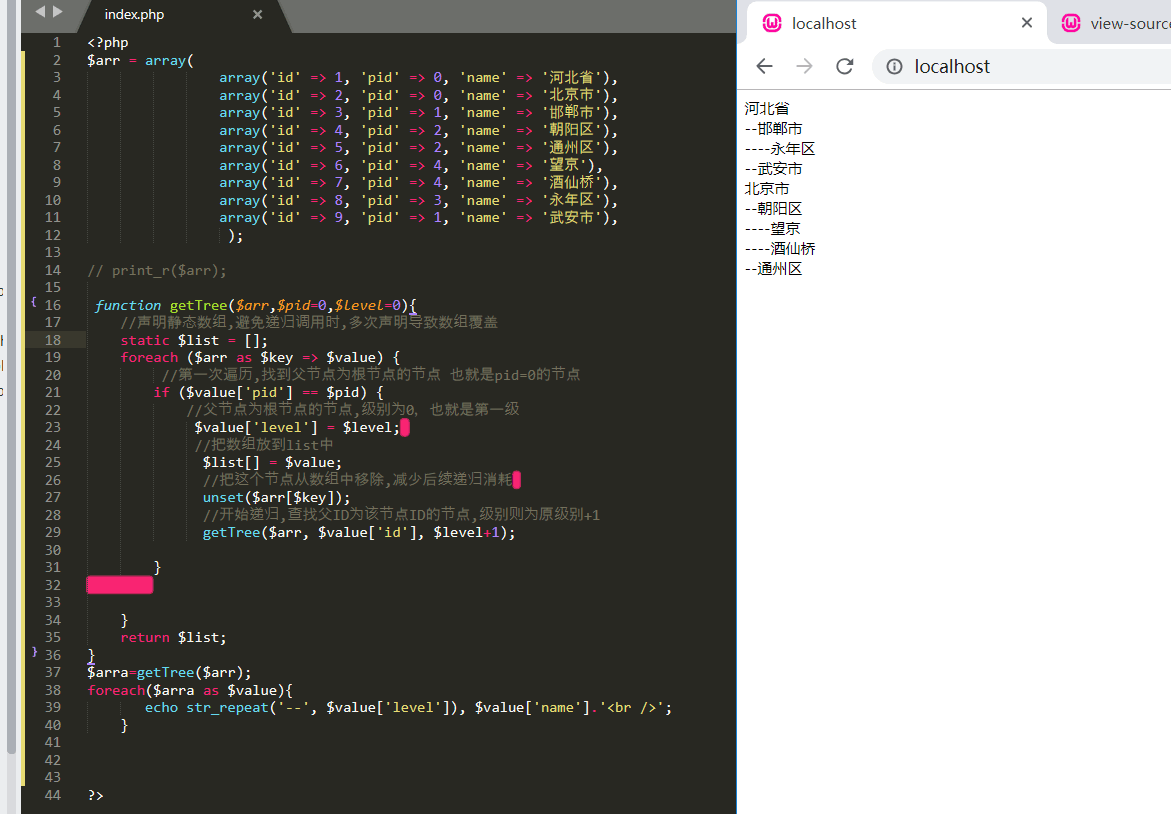 index.php
1 <?php
2 $arr = array(
3 array('id' => 1, 'pid' => 0, 'name' => '河北省'),
4 array('id' => 2, 'pid' => 0, 'name' => '北京市'),
5 array('id' => 3, 'pid' => 1, 'name' => '邯郸市'),
6 array('id' => 4, 'pid' => 2, 'name' => '朝阳区'),
7 array('id' => 5, 'pid' => 2, 'name' => '通州区'),
8 array('id' => 6, 'pid' => 4, 'name' => '望京'),
9 array('id' => 7, 'pid' => 4, 'name' => '酒仙桥'),
10 array('id' => 8, 'pid' => 3, 'name' => '永年区'),
11 array('id' => 9, 'pid' => 1, 'name' => '武安市'),
12 );
13
14 // print_r($arr);
15
16 function getTree($arr,$pid=0,$level=0){
17 //声明静态数组,避免递归调用时,多次声明导致数组覆盖
18 static $list = [];
19 foreach ($arr as $key => $value) {
20 //第一次遍历,找到父节点为根节点的节点 也就是pid=0的节点
21 if ($value['pid'] == $pid) {
22 //父节点为根节点的节点,级别为0，也就是第一级
23 $value['level'] = $level;
24 //把数组放到list中
25 $list[] = $value;
26 //把这个节点从数组中移除,减少后续递归消耗
27 unset($arr[$key]);
28 //开始递归,查找父ID为该节点ID的节点,级别则为原级别+1
29 getTree($arr, $value['id'], $level+1);
30
31 }
32
33
34 }
35 return $list;
36 }
37 $arra=getTree($arr);
38 foreach($arra as $value){
39 echo str_repeat('--', $value['level']), $value['name'].'<br />';
40 }
41
42
43
44 ?>
localhost
view-source
localhost
河北省
--邯郸市
----永年区
--武安市
北京市
--朝阳区
----望京
----酒仙桥
--通州区